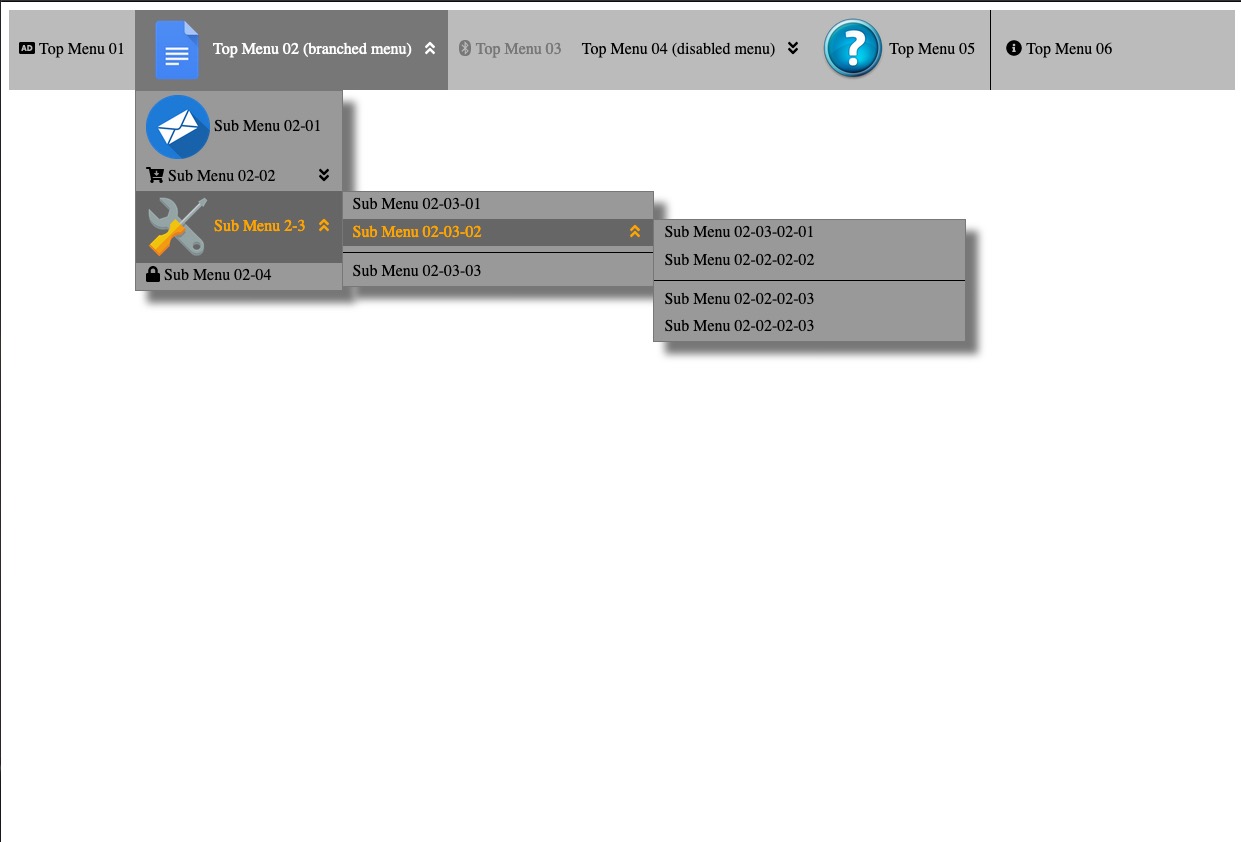 AD Top Menu 01
Top Menu 02 (branched menu)
Top Menu 03
Top Menu 04 (disabled menu)
? Top Menu 05
Top Menu 06
Sub Menu 02-01
Sub Menu 02-02
Sub Menu 2-3
Sub Menu 02-04
Sub Menu 02-03-01
Sub Menu 02-03-02
Sub Menu 02-03-03
Sub Menu 02-03-02-01
Sub Menu 02-02-02-02
Sub Menu 02-02-02-03
Sub Menu 02-02-02-03